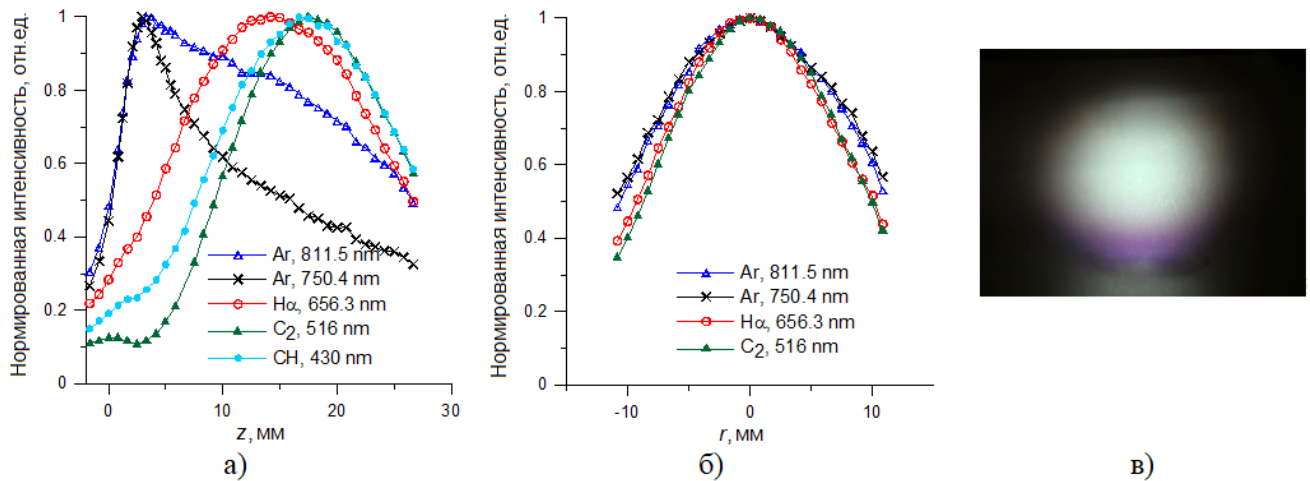 Нормированная интенсивность, отн.ед.
1
0.8
0.6
0.4
0.2
0
0
10
20
30
z, мм
Ar, 811.5 nm
Ar, 750.4 nm
Hα, 656.3 nm
C2, 516 nm
CH, 430 nm
а)
Нормированная интенсивность, отн.ед.
1
0.8
0.6
0.4
0.2
0
-10
0
10
r, мм
Ar, 811.5 nm
Ar, 750.4 nm
Hα, 656.3 nm
C2, 516 nm
б)
в)